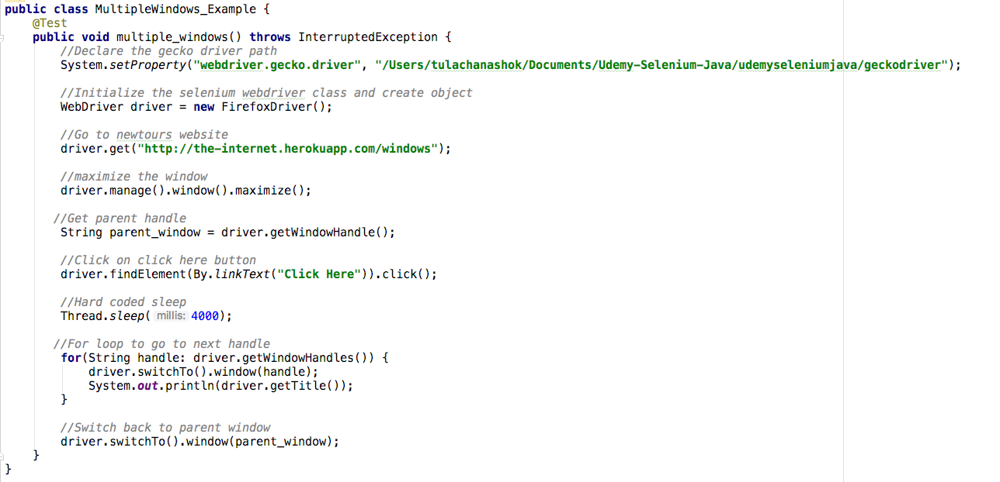 public class MultipleWindows_Example {
    @Test
    public void multiple_windows() throws InterruptedException {
        //Declare the gecko driver path
        System.setProperty("webdriver.gecko.driver", "/Users/tulachanashok/Documents/Udemy-Selenium-Java/udemyseleniumjava/geckodriver");

        //Initialize the selenium webdriver class and create object
        WebDriver driver = new FirefoxDriver();

        //Go to newtours website
        driver.get("http://the-internet.herokuapp.com/windows");

        //maximize the window
        driver.manage().window().maximize();

       //Get parent handle
        String parent_window = driver.getWindowHandle();

        //Click on click here button
        driver.findElement(By.linkText("Click Here")).click();

        //Hard coded sleep
        Thread.sleep( millis: 4000);

       //For loop to go to next handle
        for(String handle: driver.getWindowHandles()) {
            driver.switchTo().window(handle);
            System.out.println(driver.getTitle());
        }

        //Switch back to parent window
        driver.switchTo().window(parent_window);
    }
}